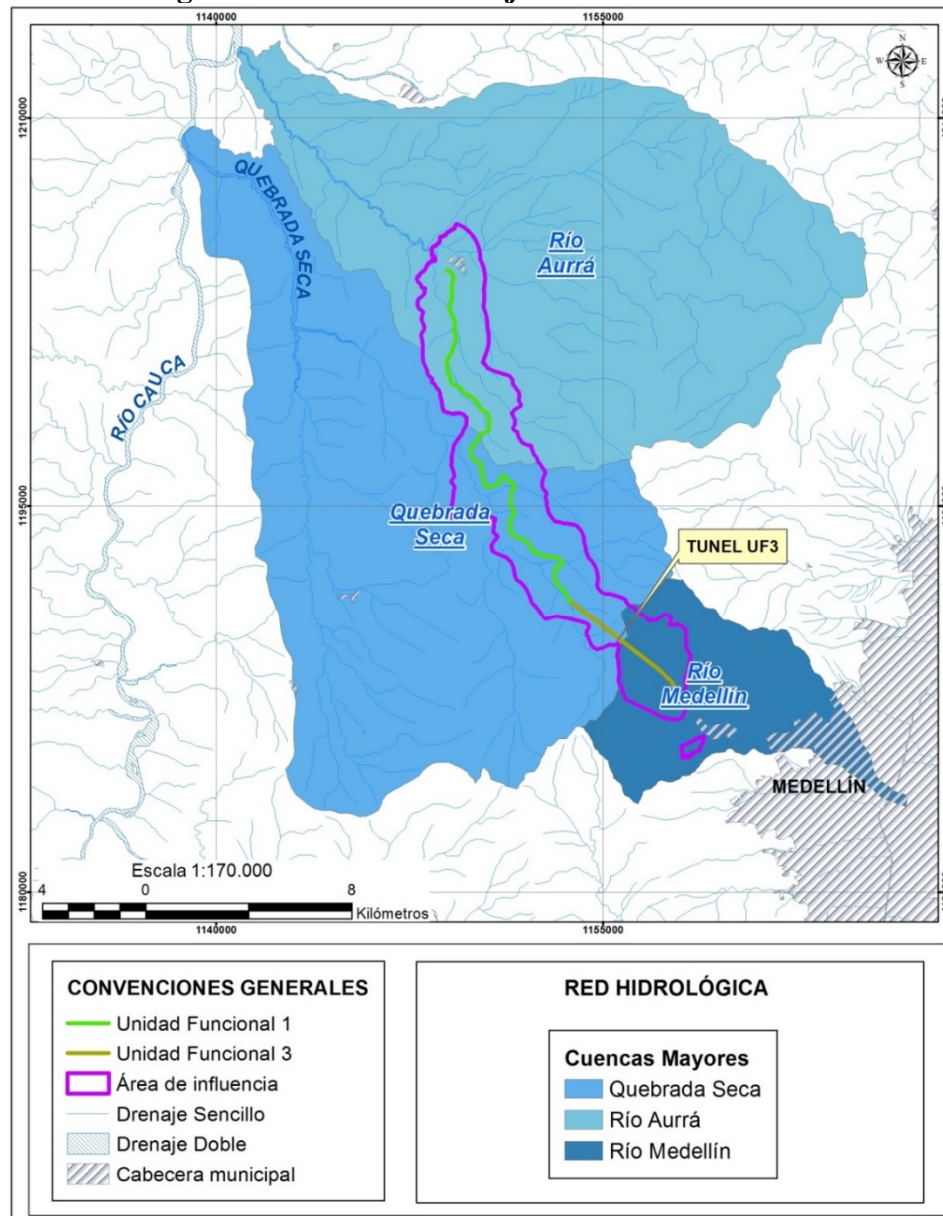 1140000
1155000
N
W
E
S
1210000
QUEBRADA SECA
Río
Aurrá
RÍO CAUCA
1195000
Quebrada
Seca
TUNEL UF3
Río
Medellín
MEDELLÍN
Escala 1:170.000
4 0 8
Kilómetros
1180000
1140000
1155000
CONVENCIONES GENERALES
Unidad Funcional 1
Unidad Funcional 3
Área de influencia
Drenaje Sencillo
Drenaje Doble
Cabecera municipal
RED HIDROLÓGICA
Cuencas Mayores
Quebrada Seca
Río Aurrá
Río Medellín